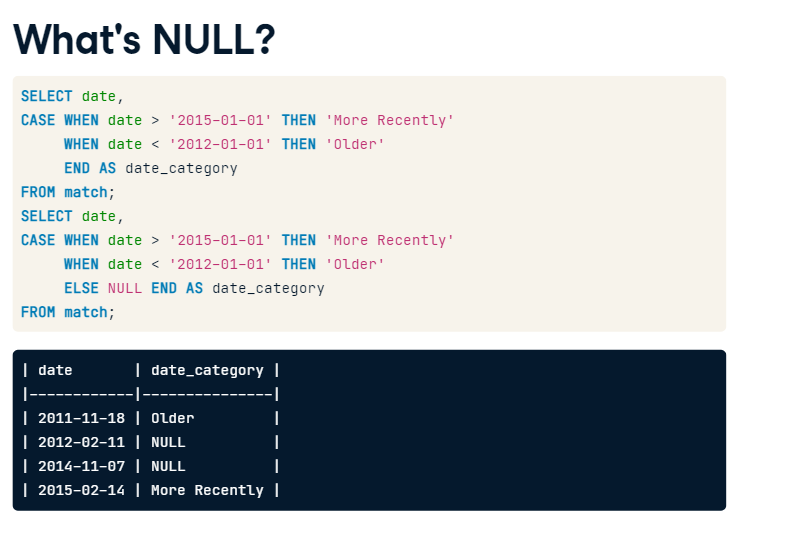 What's NULL?
SELECT date,
CASE WHEN date > '2015-01-01' THEN 'More Recently'
     WHEN date < '2012-01-01' THEN 'Older'
     END AS date_category
FROM match;
SELECT date,
CASE WHEN date > '2015-01-01' THEN 'More Recently'
     WHEN date < '2012-01-01' THEN 'Older'
     ELSE NULL END AS date_category
FROM match;
| date       | date_category |
|------------|---------------|
| 2011-11-18 | Older         |
| 2012-02-11 | NULL          |
| 2014-11-07 | NULL          |
| 2015-02-14 | More Recently |